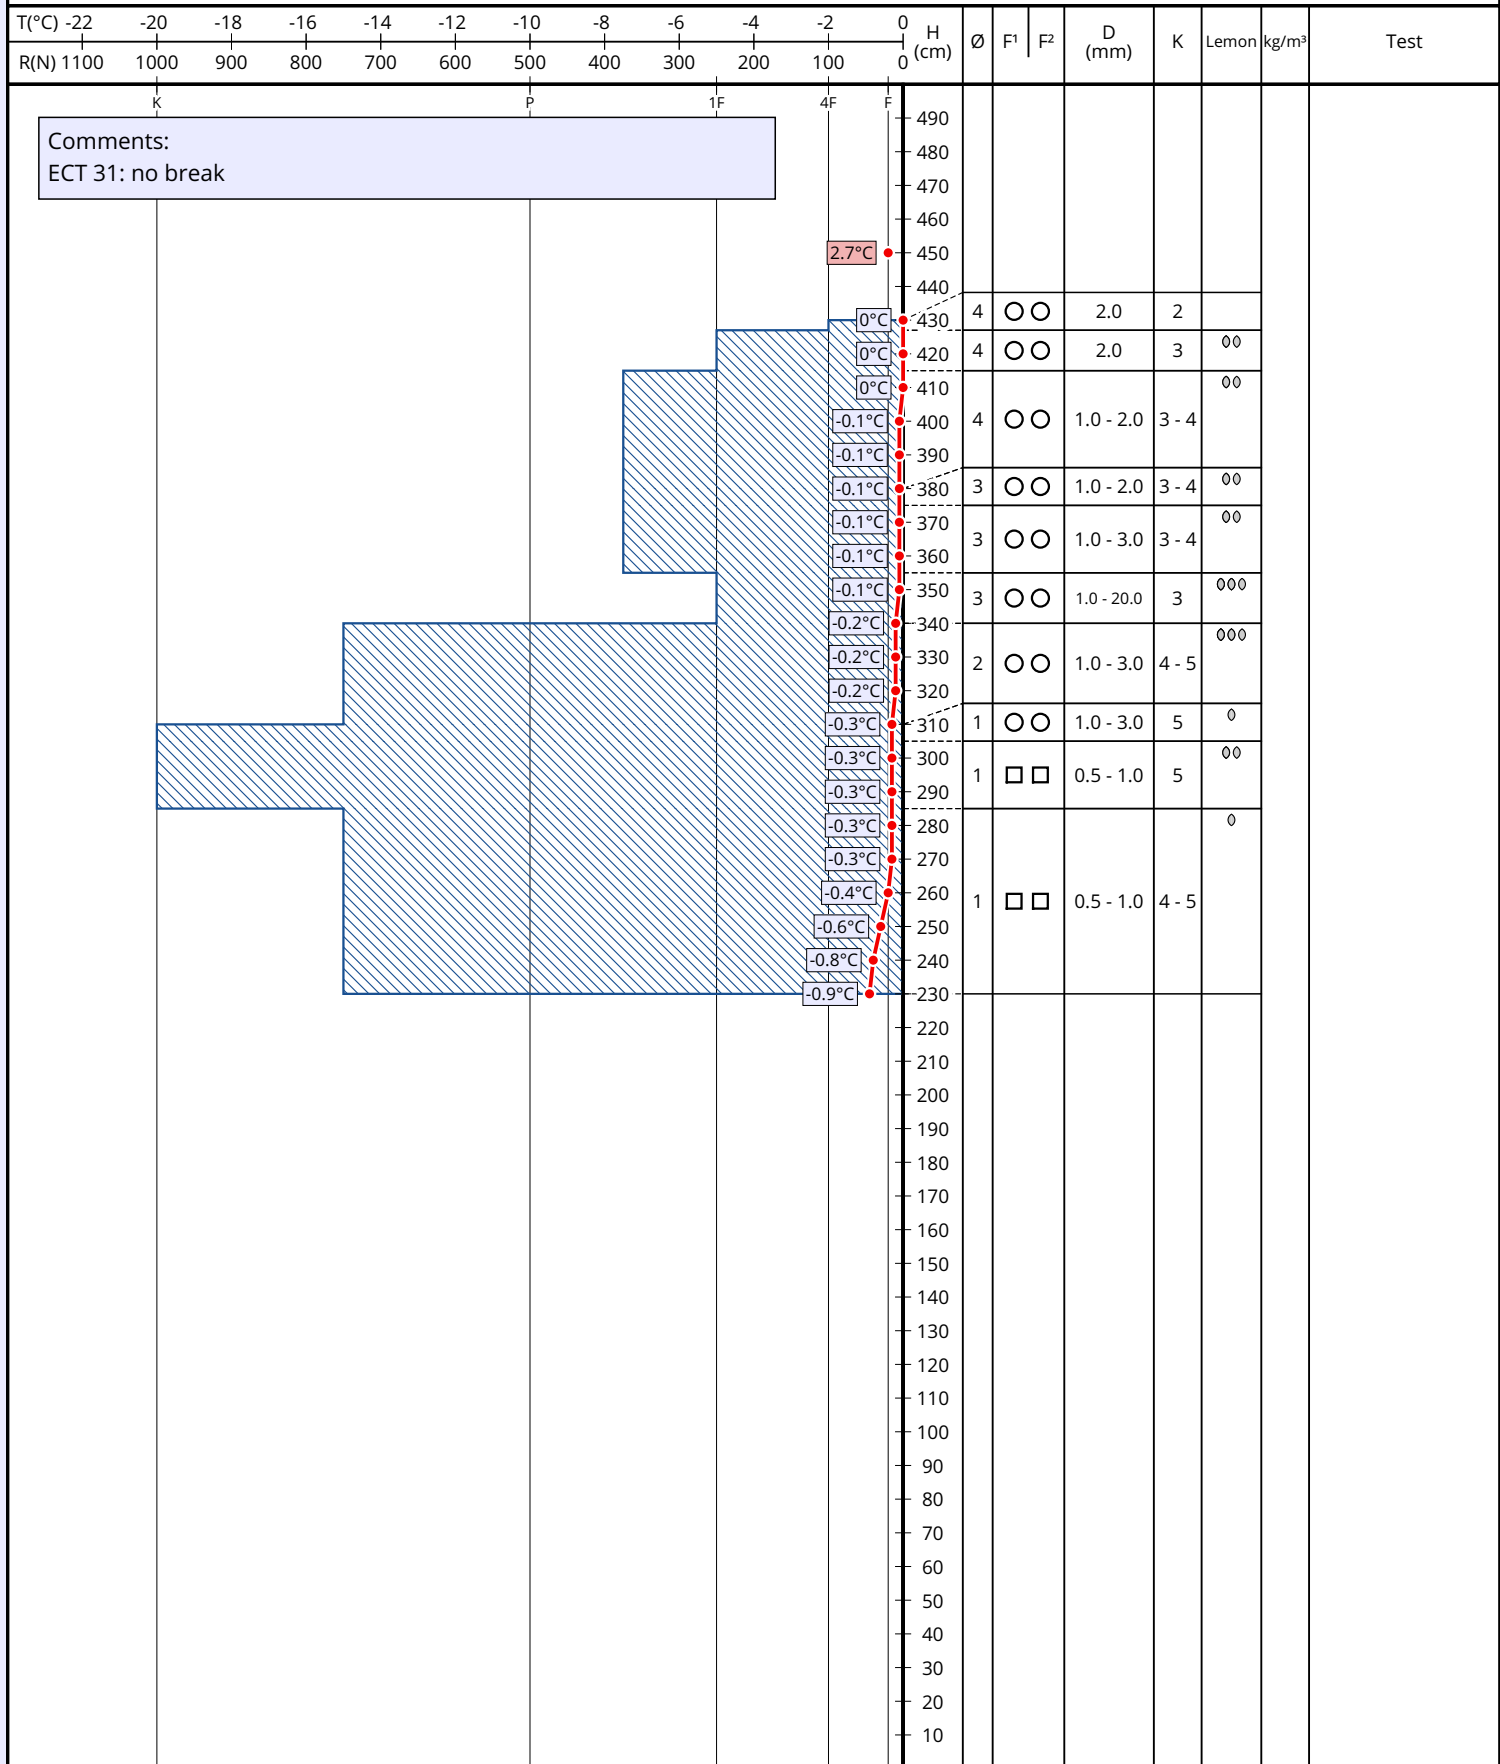 T(°C) -22 -20 -18 -16 -14 -12 -10 -8 -6 -4 -2 0
R(N) 1100 1000 900 800 700 600 500 400 300 200 100 0
H (cm) Ø F¹ F² D (mm) K Lemon kg/m³ Test
K P 1F 4F F
Comments:
ECT 31: no break
490
480
470
460
2.7°C 450
440
0°C 430 4 2.0 2
0°C 420 4 2.0 3
0°C 410
-0.1°C 400 4 1.0 - 2.0 3 - 4
-0.1°C 390
-0.1°C 380 3 1.0 - 2.0 3 - 4
-0.1°C 370
3 1.0 - 3.0 3 - 4
-0.1°C 360
-0.1°C 350 3 1.0 - 20.0 3
-0.2°C 340
-0.2°C 330 2 1.0 - 3.0 4 - 5
-0.2°C 320
-0.3°C 310 1 1.0 - 3.0 5
-0.3°C 300
1 0.5 - 1.0 5
-0.3°C 290
-0.3°C 280
-0.3°C 270
-0.4°C 260 1 0.5 - 1.0 4 - 5
-0.6°C 250
-0.8°C 240
-0.9°C 230
220
210
200
190
180
170
160
150
140
130
120
110
100
90
80
70
60
50
40
30
20
10